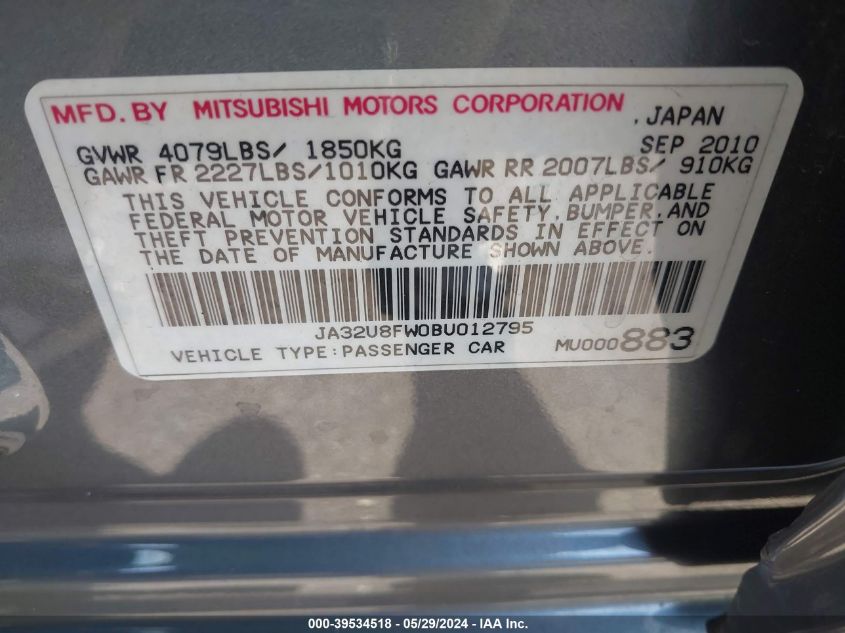 MFD. BY MITSUBISHI MOTORS CORPORATION , JAPAN
GVWR 4079LBS/ 1850KG SEP 2010
GAWR FR 2227LBS/1010KG GAWR RR 2007LBS/ 910KG
THIS VEHICLE CONFORMS TO ALL APPLICABLE
FEDERAL MOTOR VEHICLE SAFETY,BUMPER,AND
THEFT PREVENTION STANDARDS IN EFFECT ON
THE DATE OF MANUFACTURE SHOWN ABOVE.
JA32U8FW0BU012795
VEHICLE TYPE:PASSENGER CAR MU000883
000-39534518 - 05/29/2024 - © IAA, Inc.